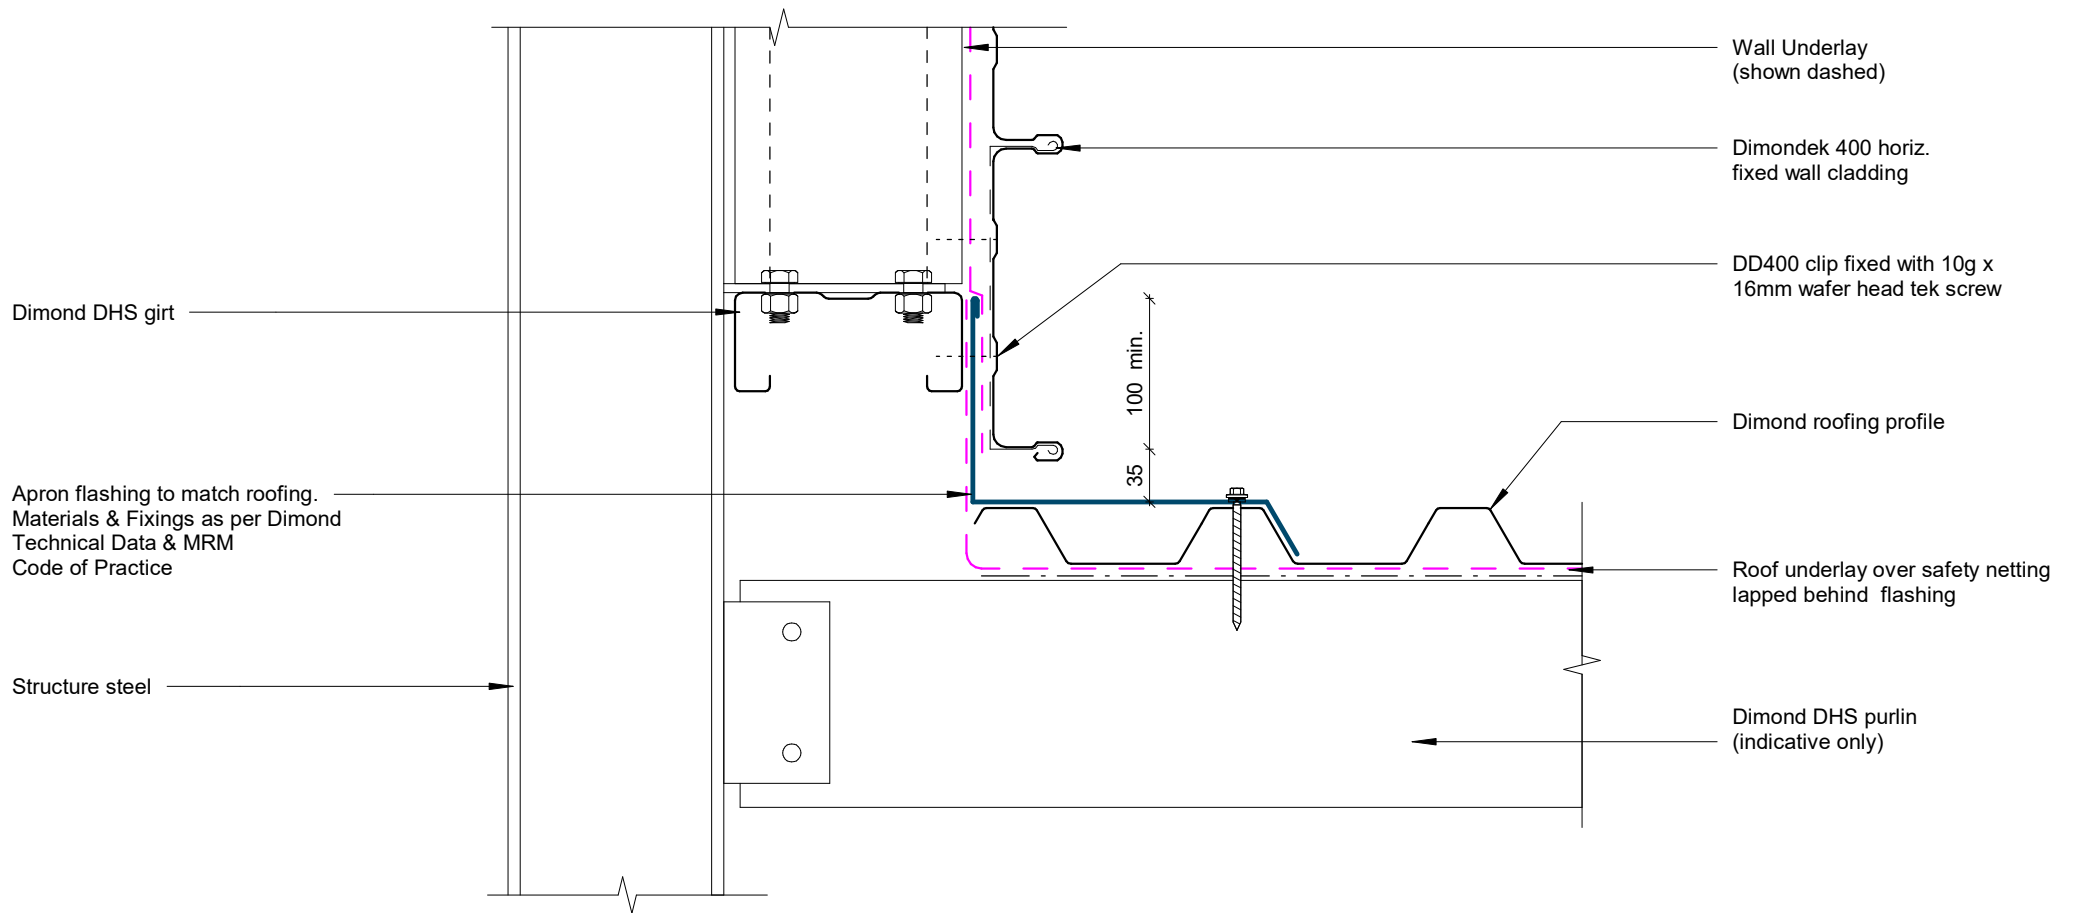 Wall Underlay
(shown dashed)
Dimondek 400 horiz.
fixed wall cladding
DD400 clip fixed with 10g x
16mm wafer head tek screw
Dimond DHS girt
100 min.
35
Dimond roofing profile
Apron flashing to match roofing.
Materials & Fixings as per Dimond
Technical Data & MRM
Code of Practice
Roof underlay over safety netting
lapped behind flashing
Structure steel
Dimond DHS purlin
(indicative only)